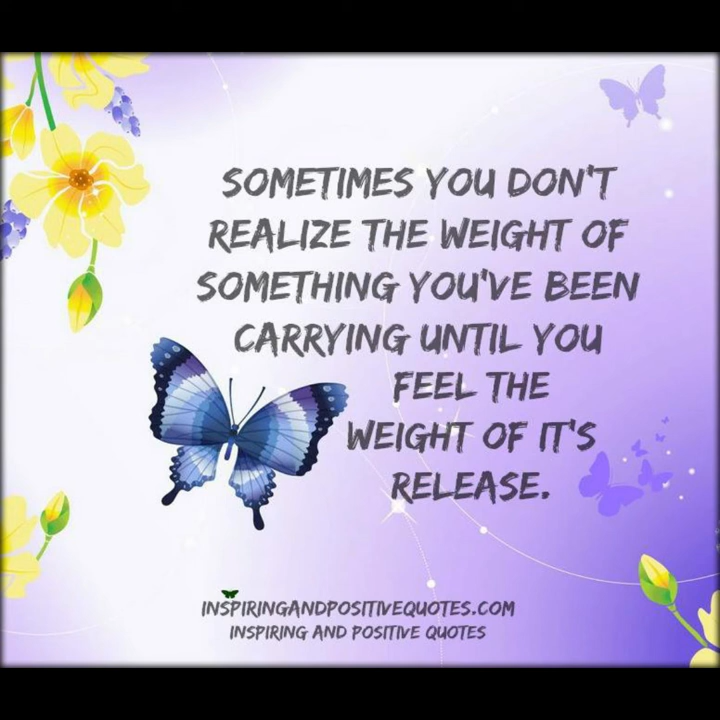 SOMETIMES YOU DON'T
REALIZE THE WEIGHT OF
SOMETHING YOU'VE BEEN
CARRYING UNTIL YOU
FEEL THE
WEIGHT OF IT'S
RELEASE.
INSPIRINGANDPOSITIVEQUOTES.COM
INSPIRING AND POSITIVE QUOTES